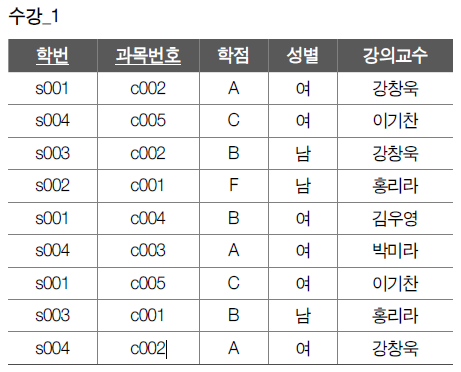 수강_1
학번 과목번호 학점 성별 강의교수
s001 c002 A 여 강창욱
s004 c005 C 여 이기찬
s003 c002 B 남 강창욱
s002 c001 F 남 홍리라
s001 c004 B 여 김우영
s004 c003 A 여 박미라
s001 c005 C 여 이기찬
s003 c001 B 남 홍리라
s004 c002 A 여 강창욱